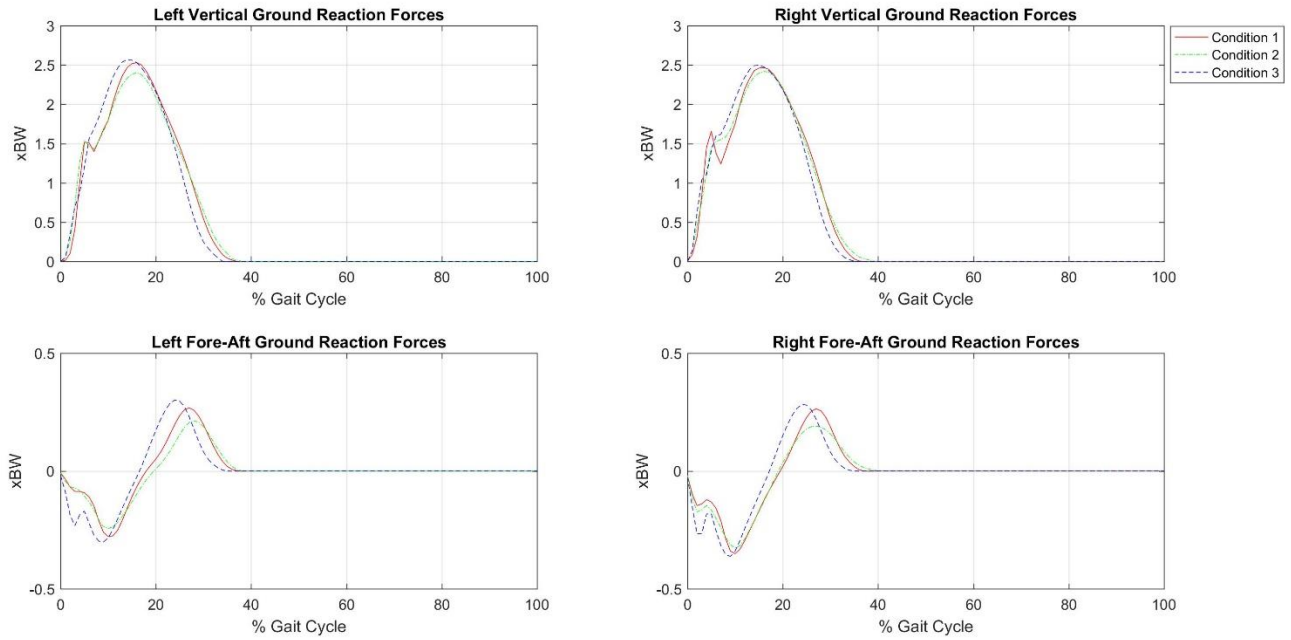 Left Vertical Ground Reaction Forces
3
2.5
2
1.5
1
0.5
0
xBW
0 20 40 60 80 100
% Gait Cycle
Right Vertical Ground Reaction Forces
3
2.5
2
1.5
1
0.5
0
xBW
0 20 40 60 80 100
% Gait Cycle
Condition 1
Condition 2
Condition 3
Left Fore-Aft Ground Reaction Forces
0.5
0
-0.5
xBW
0 20 40 60 80 100
% Gait Cycle
Right Fore-Aft Ground Reaction Forces
0.5
0
-0.5
xBW
0 20 40 60 80 100
% Gait Cycle